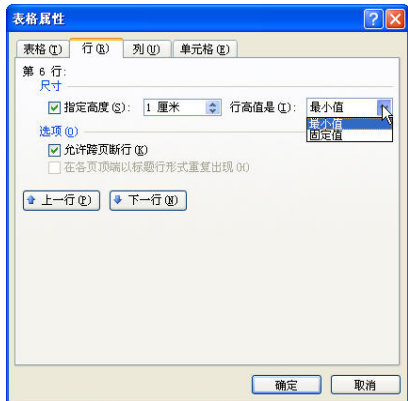 表格属性
表格(T) 行(R) 列(U) 单元格(E)
第 6 行:
尺寸
指定高度(S): 1 厘米 行高值是(I): 最小值
最小值
固定值
选项(O)
允许跨页断行(K)
在各页顶端以标题行形式重复出现(H)
上一行(P) 下一行(N)
确定 取消